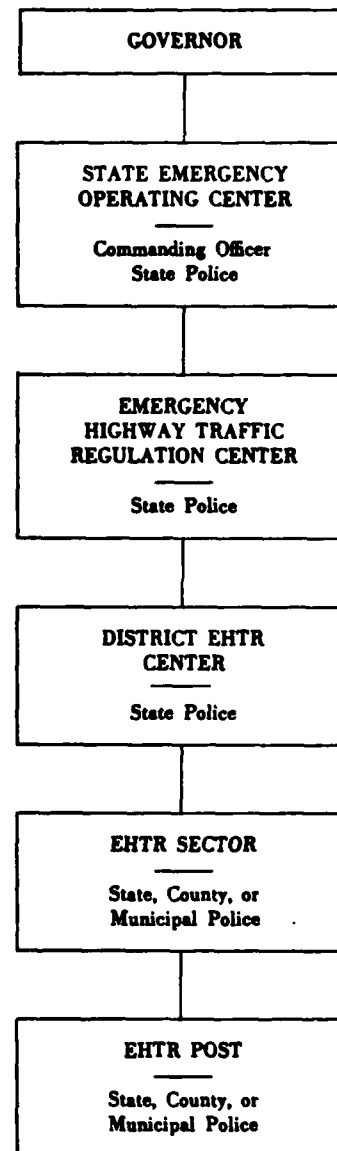 GOVERNOR
STATE EMERGENCY
OPERATING CENTER
Commanding Officer
State Police
EMERGENCY
HIGHWAY TRAFFIC
REGULATION CENTER
State Police
DISTRICT EHTR
CENTER
State Police
EHTR SECTOR
State, County, or
Municipal Police
EHTR POST
State, County, or
Municipal Police